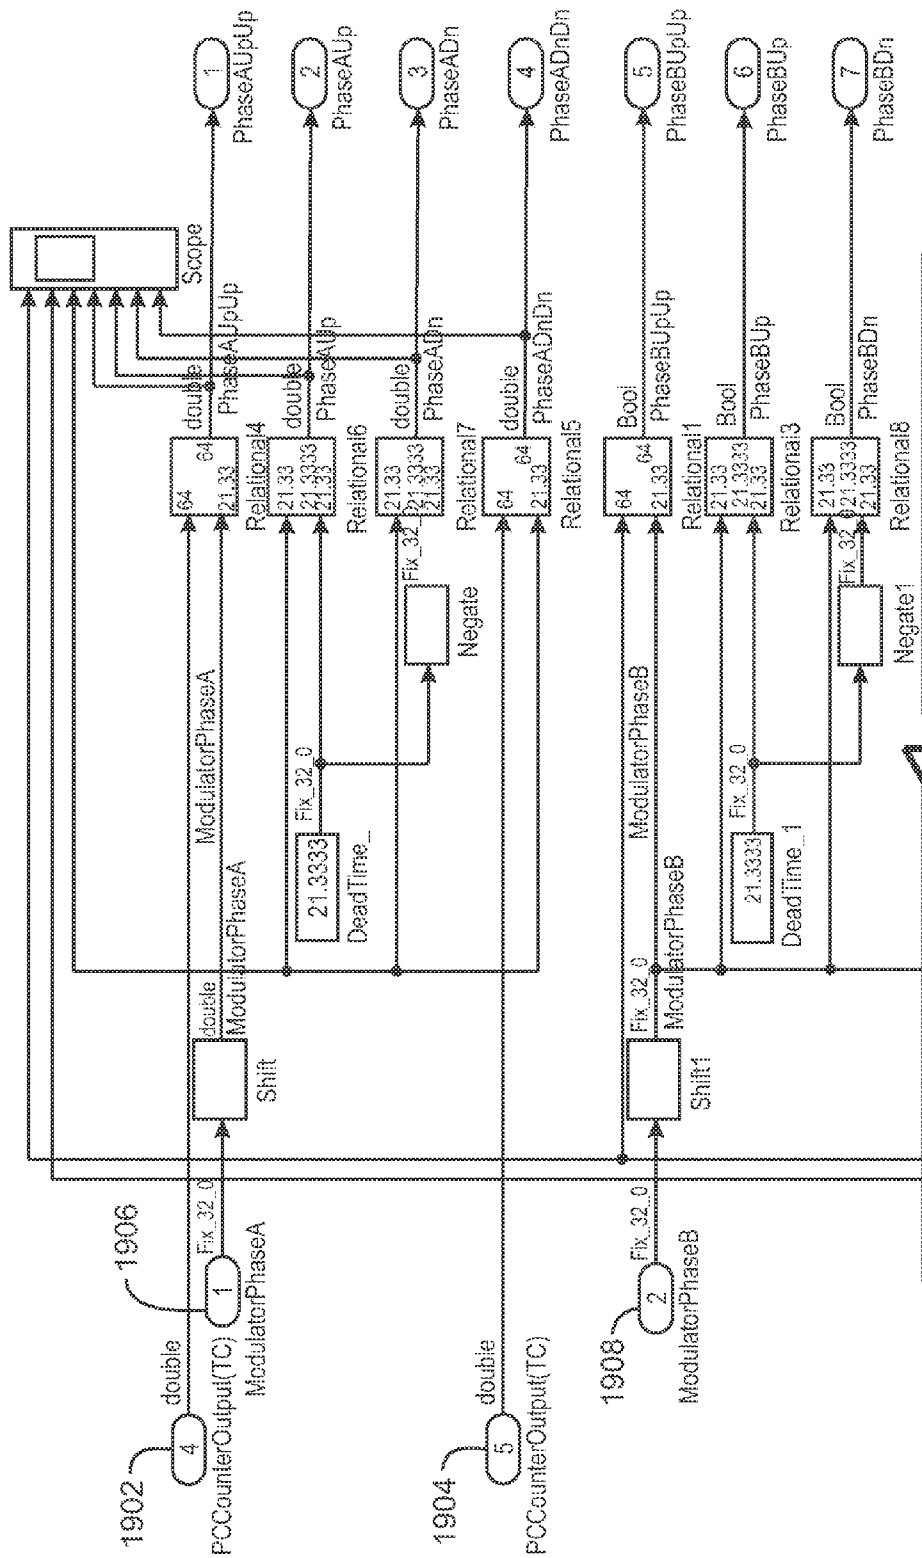 Scope
double
PhaseAUpUp
1
PhaseAUpUp
64
64
21.33
Relational4
double
PhaseAUp
2
PhaseAUp
21.33
21.3333
21.33
Relational6
double
PhaseADn
3
PhaseADn
21.33
21.3333
21.33
Relational7
double
PhaseADnDn
4
PhaseADnDn
64
64
21.33
Relational5
Bool
PhaseBUpUp
5
PhaseBUpUp
64
64
21.33
Relational1
Bool
PhaseBUp
6
PhaseBUp
21.33
21.3333
21.33
Relational3
Bool
PhaseBDn
7
PhaseBDn
21.33
21.3333
21.33
Relational8
Fix_32_0
Negate
Fix_32_0
Negate1
ModulatorPhaseA
Fix_32_0
21.3333
DeadTime_
ModulatorPhaseB
Fix_32_0
21.3333
DeadTime_1
double
ModulatorPhaseA
Shift
Fix_32_0
ModulatorPhaseB
Shift1
1906
Fix_32_0
1
ModulatorPhaseA
1902
double
4
PCCounterOutput(TC)
1904
double
5
PCCounterOutput(TC)
1908
Fix_32_0
2
ModulatorPhaseB